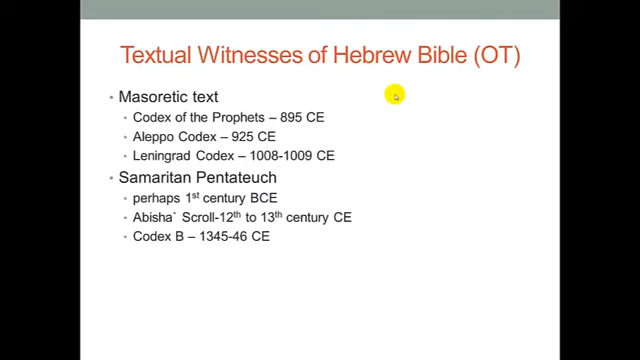 Textual Witnesses of Hebrew Bible (OT)
• Masoretic text
• Codex of the Prophets – 895 CE
• Aleppo Codex – 925 CE
• Leningrad Codex – 1008-1009 CE
• Samaritan Pentateuch
• perhaps 1st century BCE
• Abisha` Scroll-12th to 13th century CE
• Codex B – 1345-46 CE